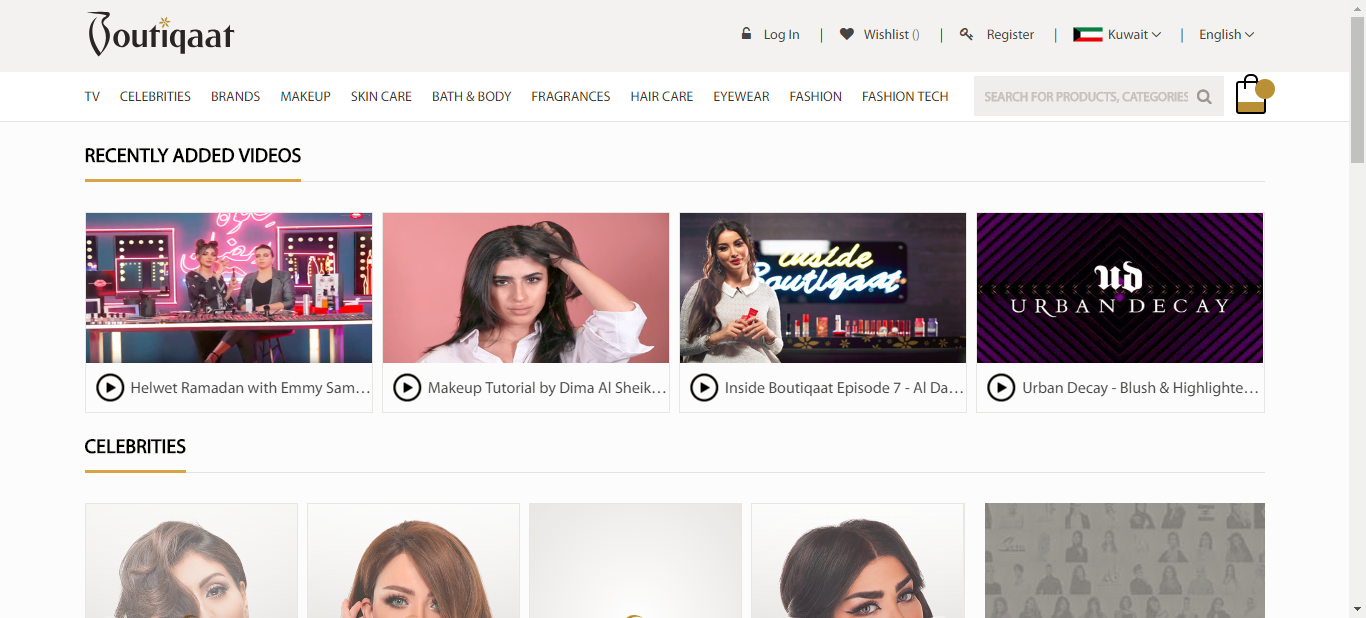 Boutiqaat
Log In | Wishlist () | Register | Kuwait | English
TV CELEBRITIES BRANDS MAKEUP SKIN CARE BATH & BODY FRAGRANCES HAIR CARE EYEWEAR FASHION FASHION TECH SEARCH FOR PRODUCTS, CATEGORIES
RECENTLY ADDED VIDEOS
inside
Boutiqaat
ud
URBAN DECAY
Helwet Ramadan with Emmy Sam...
Makeup Tutorial by Dima Al Sheik...
Inside Boutiqaat Episode 7 - Al Da...
Urban Decay - Blush & Highlighte...
CELEBRITIES